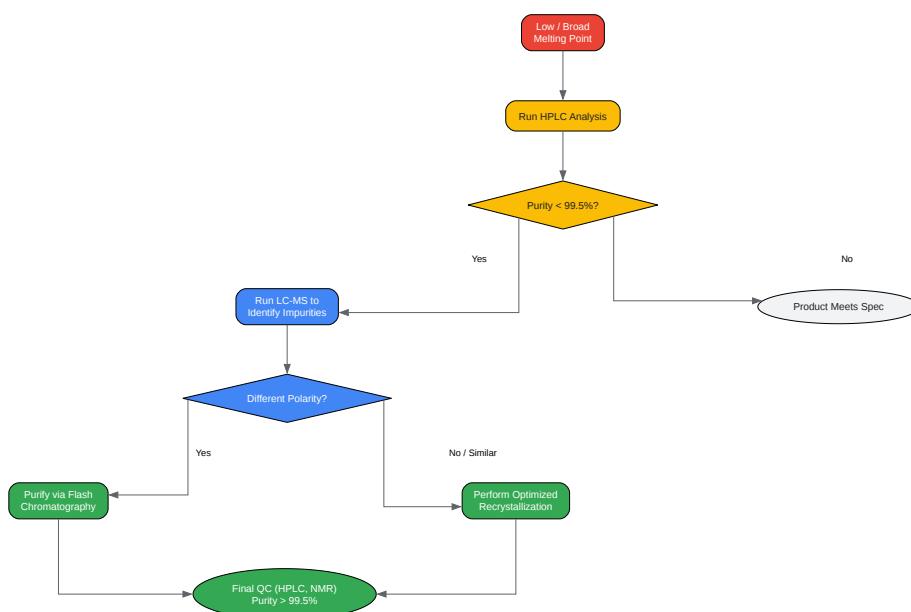 Low / Broad
Melting Point
Run HPLC Analysis
Purity < 99.5%?
Yes
No
Run LC-MS to
Identify Impurities
Product Meets Spec
Different Polarity?
Yes
No / Similar
Purify via Flash
Chromatography
Perform Optimized
Recrystallization
Final QC (HPLC, NMR)
Purity > 99.5%